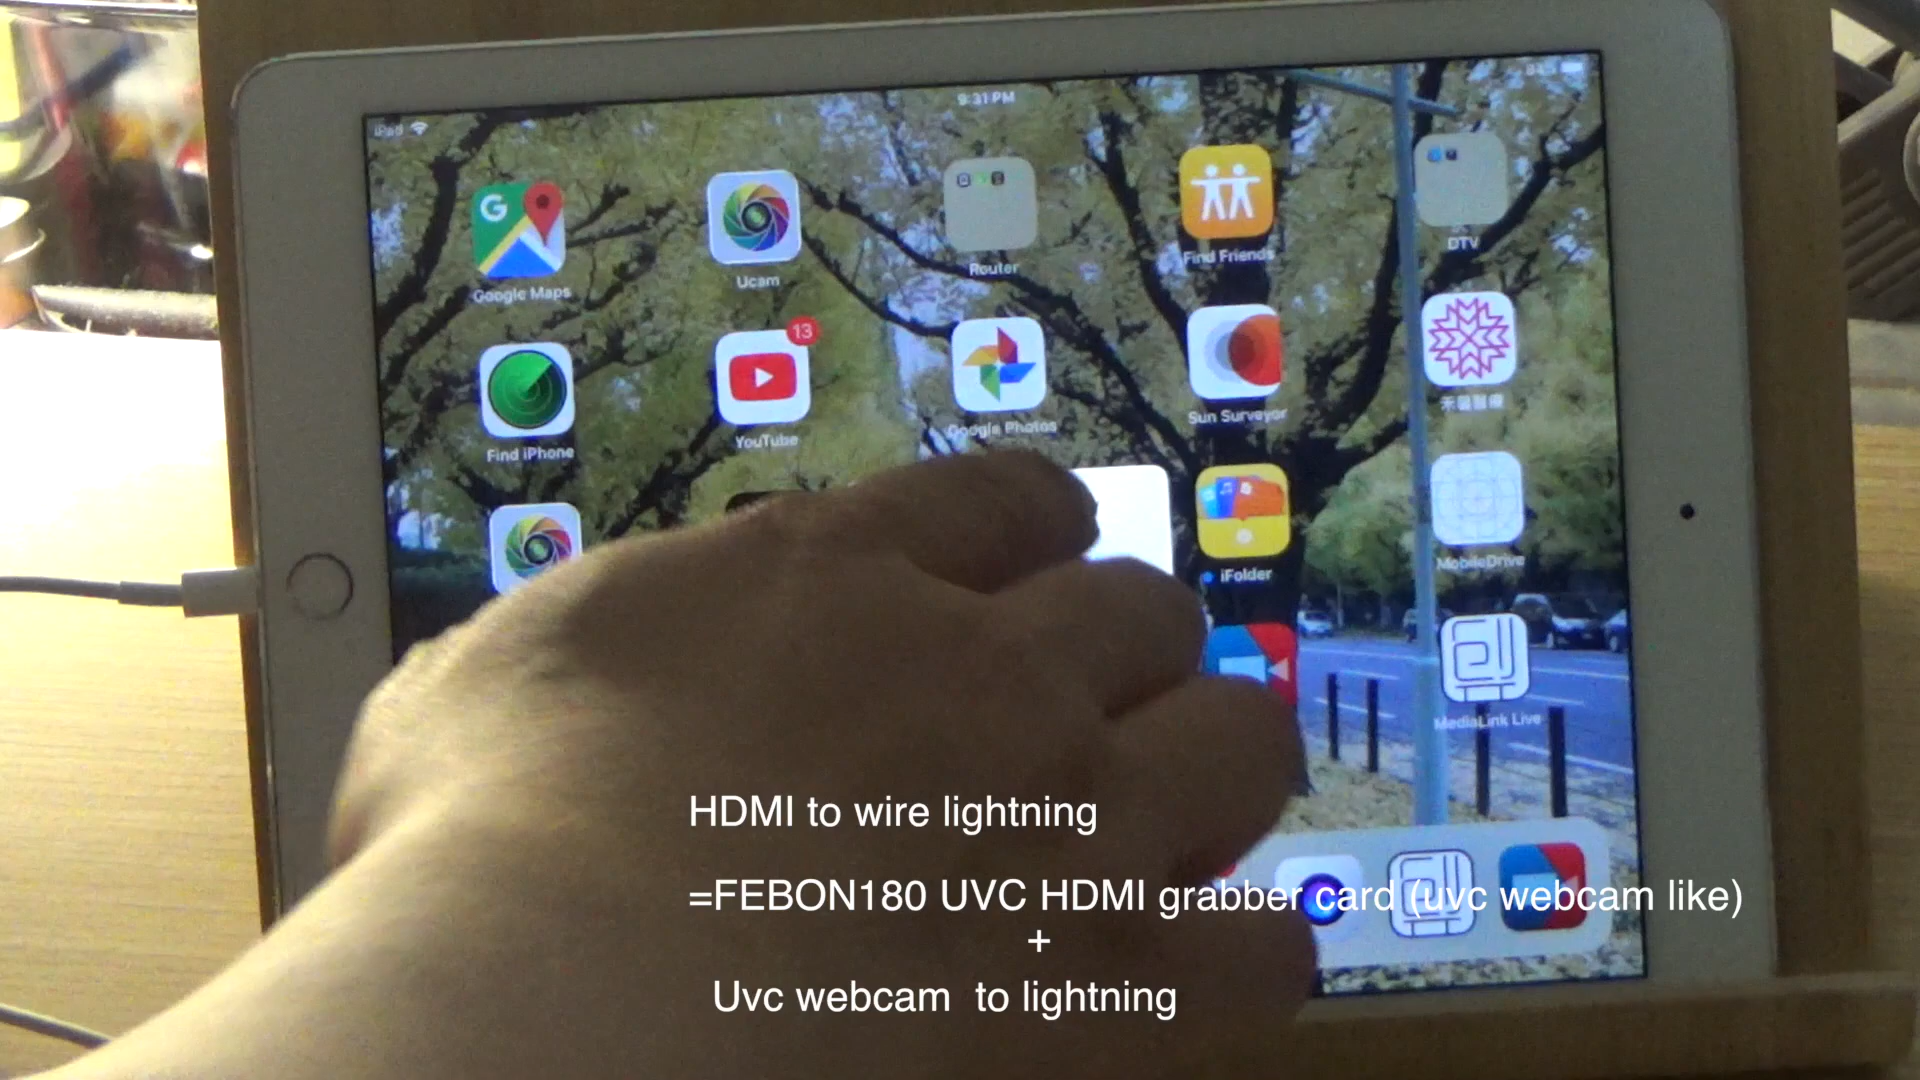 iPad
9:31 PM
Google Maps
Ucam
Router
Find Friends
DTV
Find iPhone
13
YouTube
Google Photos
Sun Surveyor
iFolder
MobileDrive
MediaLink Live
HDMI to wire lightning
=FEBON180 UVC HDMI grabber card (uvc webcam like)
+
Uvc webcam to lightning